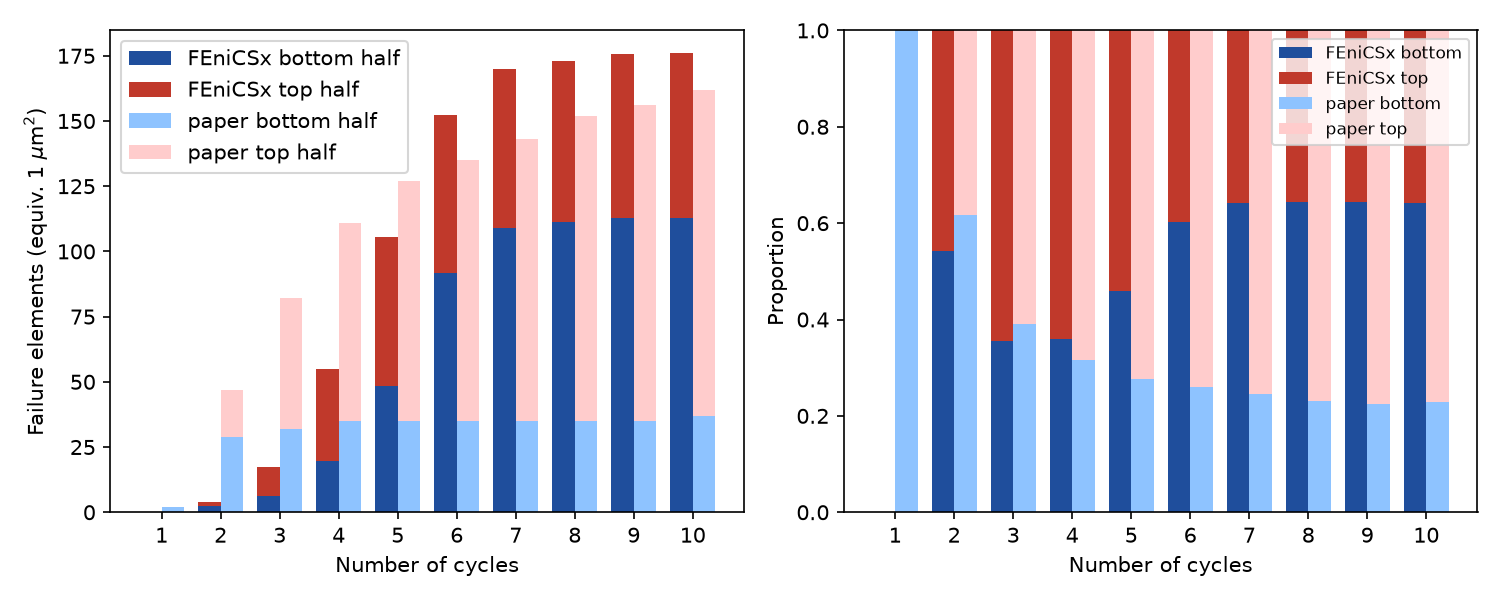 175
150
125
100
75
50
25
0
Failure elements (equiv. 1 μm²)
FEniCSx bottom half
FEniCSx top half
paper bottom half
paper top half
1 2 3 4 5 6 7 8 9 10
Number of cycles
1.0
0.8
0.6
0.4
0.2
0.0
Proportion
FEniCSx bottom
FEniCSx top
paper bottom
paper top
1 2 3 4 5 6 7 8 9 10
Number of cycles